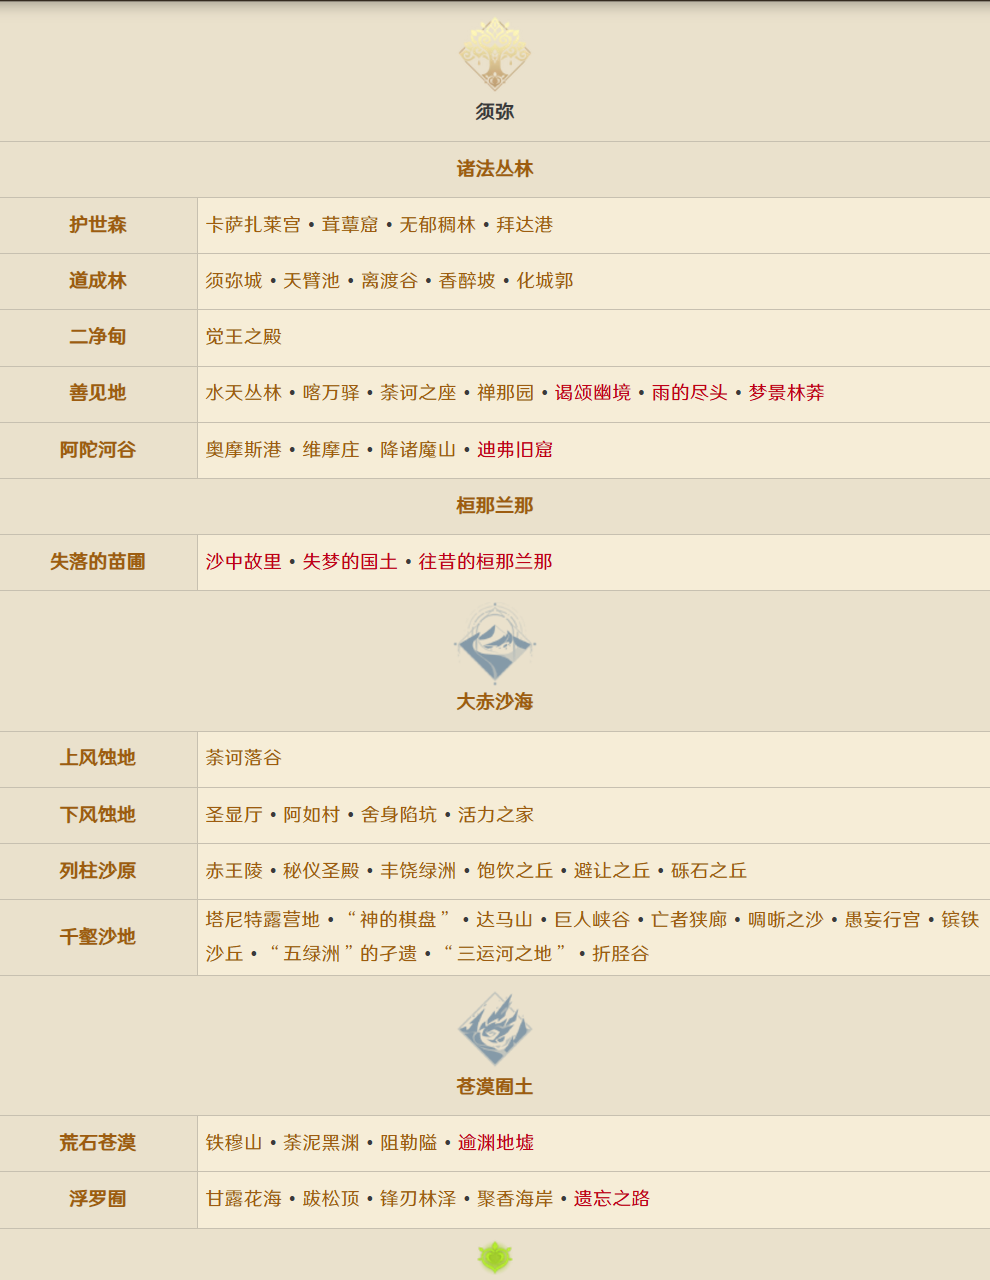 须弥
诸法丛林
护世森
卡萨扎莱宫 • 茸蕈窟 • 无郁稠林 • 拜达港
道成林
须弥城 • 天臂池 • 离渡谷 • 香醉坡 • 化城郭
二净甸
觉王之殿
善见地
水天丛林 • 喀万驿 • 荼诃之座 • 禅那园 • 谒颂幽境 • 雨的尽头 • 梦景林莽
阿陀河谷
奥摩斯港 • 维摩庄 • 降诸魔山 • 迪弗旧窟
桓那兰那
失落的苗圃
沙中故里 • 失梦的国土 • 往昔的桓那兰那
大赤沙海
上风蚀地
荼诃落谷
下风蚀地
圣显厅 • 阿如村 • 舍身陷坑 • 活力之家
列柱沙原
赤王陵 • 秘仪圣殿 • 丰饶绿洲 • 饱饮之丘 • 避让之丘 • 砾石之丘
千壑沙地
塔尼特露营地 • “神的棋盘” • 达马山 • 巨人峡谷 • 亡者狭廊 • 啁哳之沙 • 愚妄行宫 • 镔铁
沙丘 • “五绿洲”的孑遗 • “三运河之地” • 折胫谷
苍漠囿土
荒石苍漠
铁穆山 • 荼泥黑渊 • 阻勒隘 • 逾渊地墟
浮罗囿
甘露花海 • 跋松顶 • 锋刃林泽 • 聚香海岸 • 遗忘之路